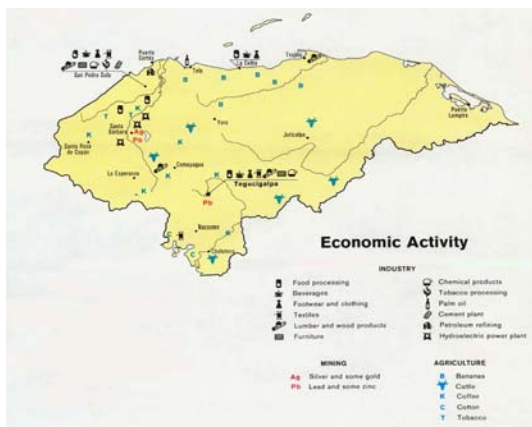 Puerto Cortés
Tela
La Ceiba
Trujillo
San Pedro Sula
B B B B B
T T K
B
Puerto Lempira
Santa Bárbara
Ag
Pb
K
Yoro
Juticalpa
Santa Rosa de Copán
K
Comayagua
La Esperanza
K
K
K
Tegucigalpa
Pb
K
Nacaome
K
C
C
Choluteca
Economic Activity
INDUSTRY
Food processing
Beverages
Footwear and clothing
Textiles
Lumber and wood products
Furniture
Chemical products
Tobacco processing
Palm oil
Cement plant
Petroleum refining
Hydroelectric power plant
MINING
Ag Silver and some gold
Pb Lead and some zinc
AGRICULTURE
B Bananas
Cattle
K Coffee
C Cotton
T Tobacco